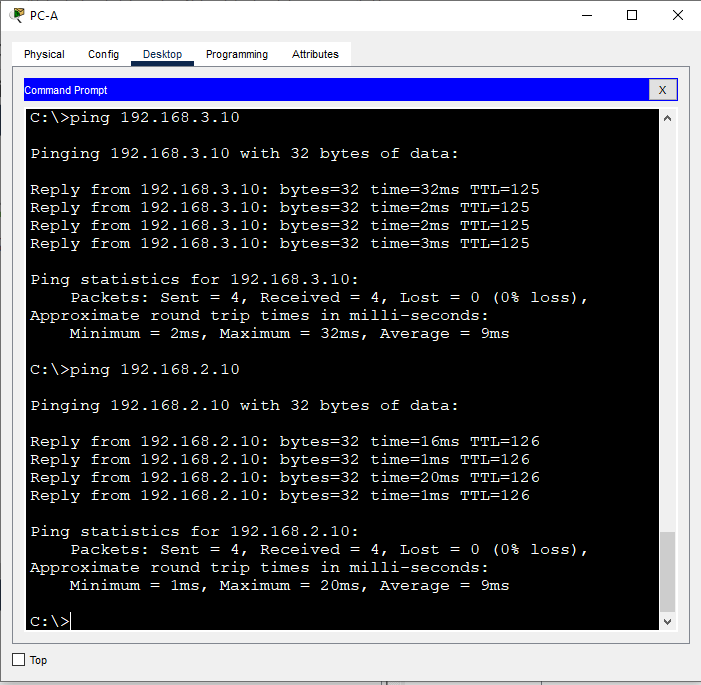 PC-A
Physical Config Desktop Programming Attributes
Command Prompt X
C:\>ping 192.168.3.10
Pinging 192.168.3.10 with 32 bytes of data:
Reply from 192.168.3.10: bytes=32 time=32ms TTL=125
Reply from 192.168.3.10: bytes=32 time=2ms TTL=125
Reply from 192.168.3.10: bytes=32 time=2ms TTL=125
Reply from 192.168.3.10: bytes=32 time=3ms TTL=125
Ping statistics for 192.168.3.10:
    Packets: Sent = 4, Received = 4, Lost = 0 (0% loss),
Approximate round trip times in milli-seconds:
    Minimum = 2ms, Maximum = 32ms, Average = 9ms
C:\>ping 192.168.2.10
Pinging 192.168.2.10 with 32 bytes of data:
Reply from 192.168.2.10: bytes=32 time=16ms TTL=126
Reply from 192.168.2.10: bytes=32 time=1ms TTL=126
Reply from 192.168.2.10: bytes=32 time=20ms TTL=126
Reply from 192.168.2.10: bytes=32 time=1ms TTL=126
Ping statistics for 192.168.2.10:
    Packets: Sent = 4, Received = 4, Lost = 0 (0% loss),
Approximate round trip times in milli-seconds:
    Minimum = 1ms, Maximum = 20ms, Average = 9ms
C:\>
Top